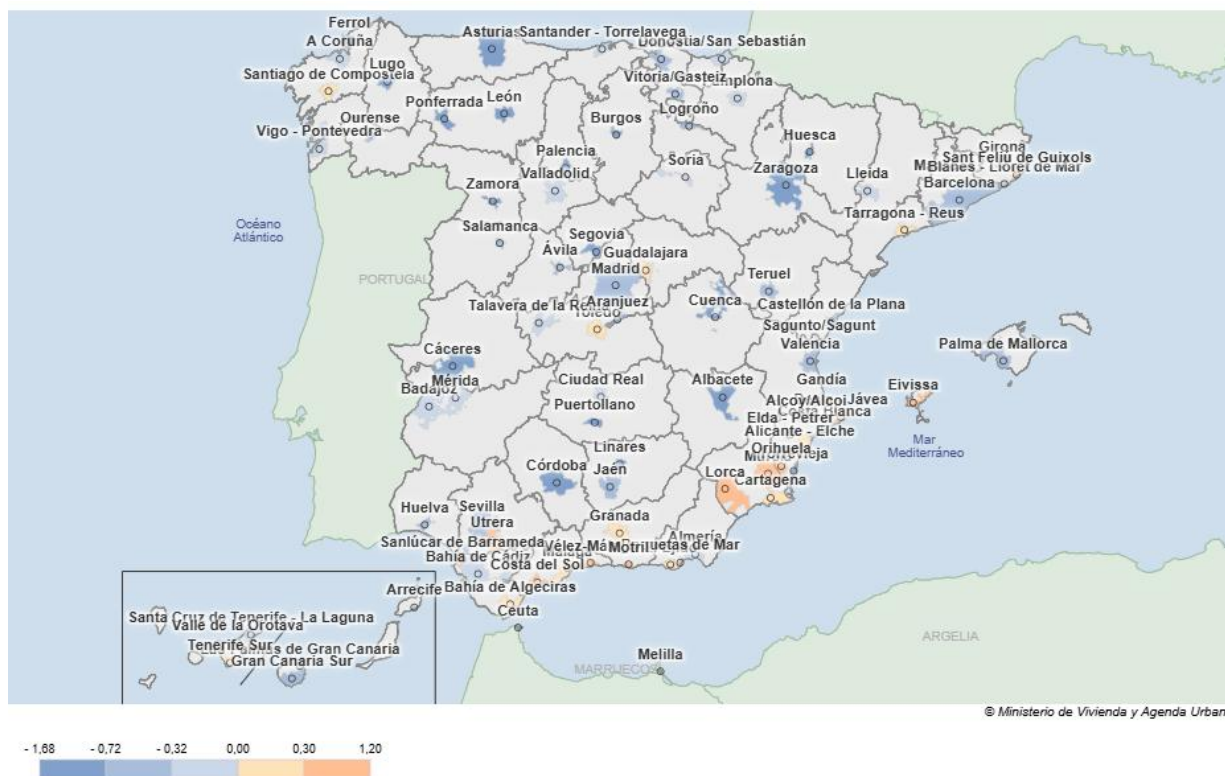 Ferrol
A Coruña
Asturias
Santander - Torrelavega
Donostia/San Sebastián
Lugo
Santiago de Compostela
Vitoria/Gasteiz
Ponferrada
León
Logroño
Ourense
Burgos
Vigo - Pontevedra
Huesca
Girona
Palencia
Soria
Sant Feliu de Guixols
Valladolid
Zaragoza
Lleida
Blanes - Lloret de Mar
Zamora
Barcelona
Océano
Atlántico
Tarragona - Reus
Salamanca
Segovia
Ávila
Guadalajara
Madrid
Teruel
PORTUGAL
Aranjuez
Cuenca
Talavera de la
Castellón de la Plana
Toledo
Sagunto/Sagunt
Valencia
Palma de Mallorca
Cáceres
Mérida
Badajoz
Ciudad Real
Albacete
Gandía
Eivissa
Puertollano
Alcoy/Alcoi
Jávea
Costa Blanca
Elda - Petrer
Alicante - Elche
Mar
Mediterráneo
Linares
Orihuela
Córdoba
Jaén
Lorca
Cartagena
Huelva
Sevilla
Utrera
Granada
Sanlúcar de Barrameda
Almería
Motril
Bahía de Cádiz
Costa del Sol
Bahía de Algeciras
Arrecife
Santa Cruz de Tenerife - La Laguna
Valle de la Orotava
Ceuta
Tenerife Sur
de Gran Canaria
Gran Canaria Sur
ARGELIA
Melilla
MARRUECOS
© Ministerio de Vivienda y Agenda Urban
- 1,68 - 0,72 - 0,32 0,00 0,30 1,20